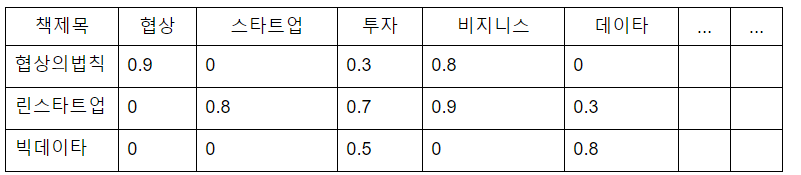 책제목 협상 스타트업 투자 비지니스 데이타 ... ...
협상의법칙 0.9 0 0.3 0.8 0
린스타트업 0 0.8 0.7 0.9 0.3
빅데이타 0 0 0.5 0 0.8